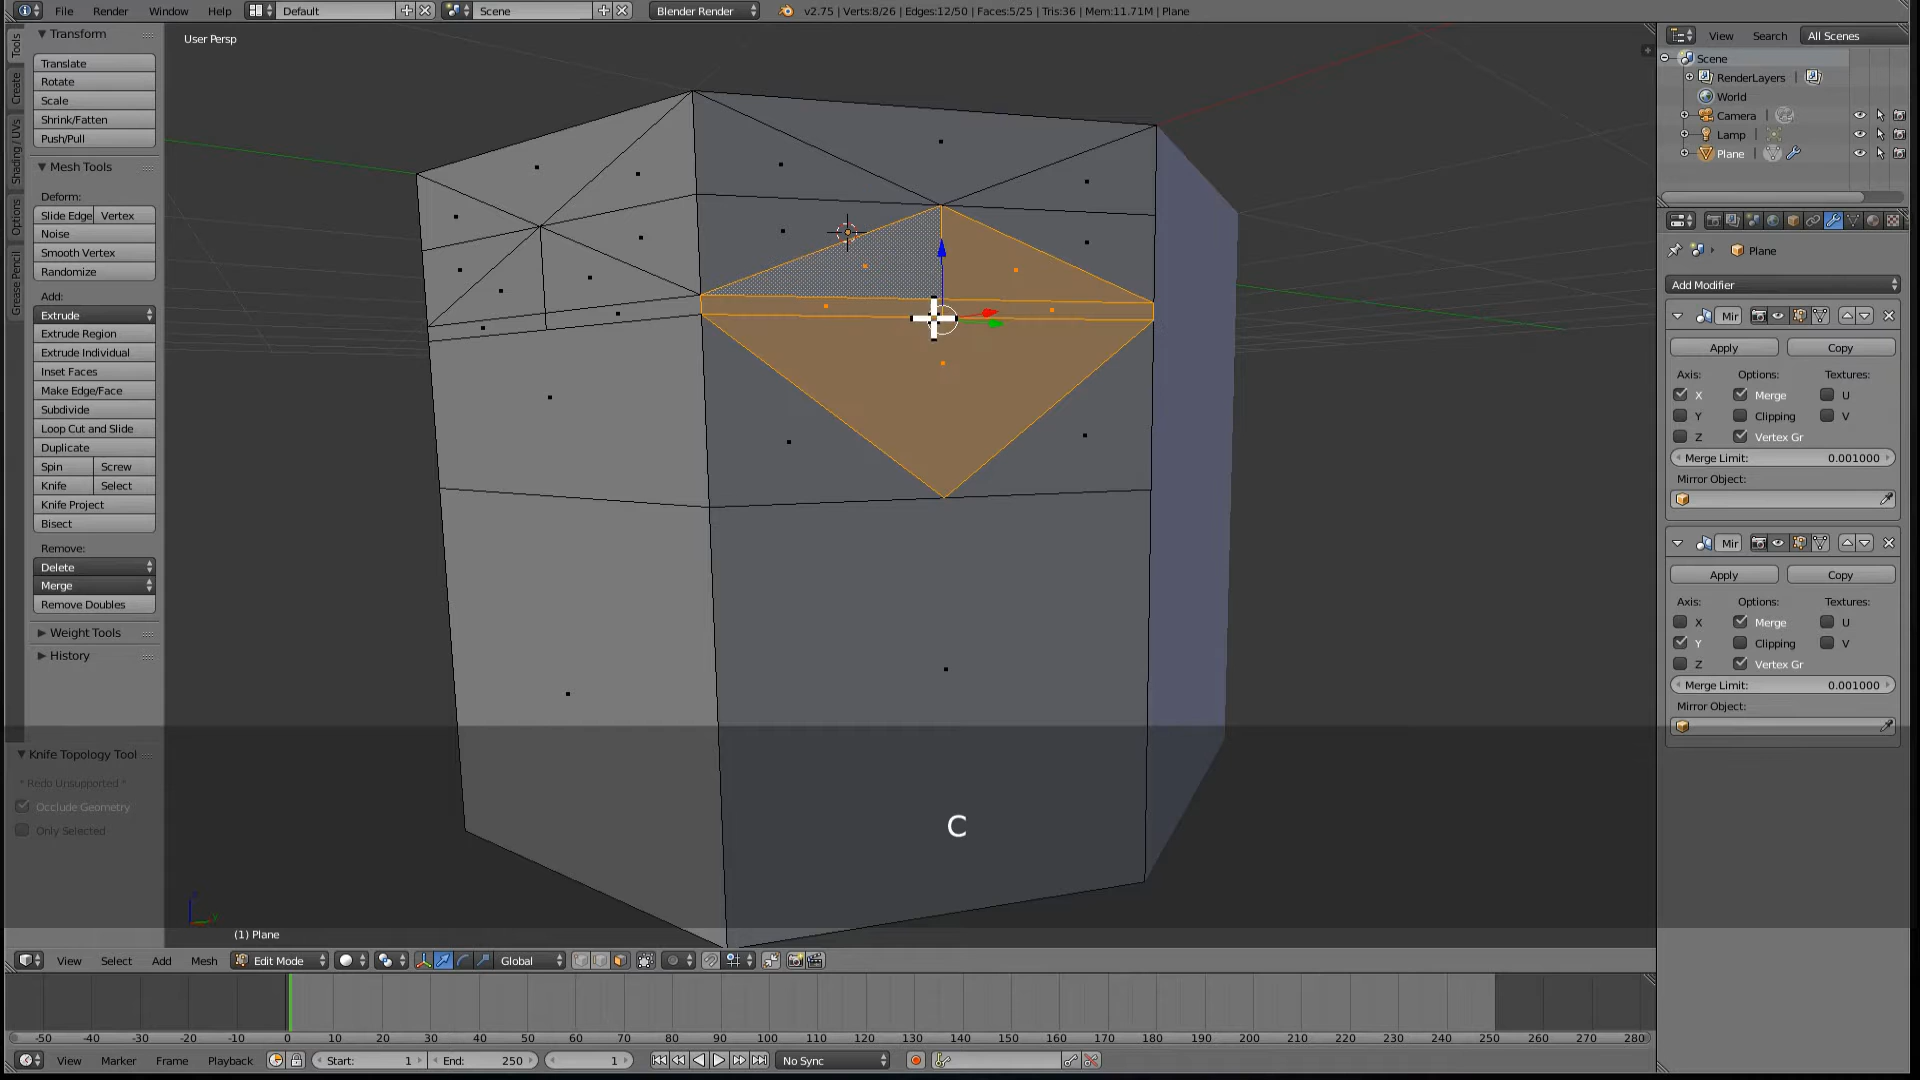 File Render Window Help Default Scene Blender Render v2.75 | Verts:8/26 | Edges:12/50 | Faces:5/25 | Tris:36 | Mem:11.71M | Plane
Tools
Create
Shading / UVs
Options
Grease Pencil
Transform
Translate
Rotate
Scale
Shrink/Fatten
Push/Pull
Mesh Tools
Deform:
Slide Edge Vertex
Noise
Smooth Vertex
Randomize
Add:
Extrude
Extrude Region
Extrude Individual
Inset Faces
Make Edge/Face
Subdivide
Loop Cut and Slide
Duplicate
Spin Screw
Knife Select
Knife Project
Bisect
Remove:
Delete
Merge
Remove Doubles
Weight Tools
History
Knife Topology Tool
* Redo Unsupported *
Occlude Geometry
Only Selected
User Persp
C
z
y
(1) Plane
View Select Add Mesh Edit Mode Global
-50 -40 -30 -20 -10 0 10 20 30 40 50 60 70 80 90 100 110 120 130 140 150 160 170 180 190 200 210 220 230 240 250 260 270 280
View Marker Frame Playback Start: 1 End: 250 1 No Sync
View Search All Scenes
Scene
RenderLayers |
World
Camera |
Lamp |
Plane |
Plane
Add Modifier
Mir
Apply Copy
Axis: Options: Textures:
X Merge U
Y Clipping V
Z Vertex Gr
Merge Limit: 0.001000
Mirror Object:
Mir
Apply Copy
Axis: Options: Textures:
X Merge U
Y Clipping V
Z Vertex Gr
Merge Limit: 0.001000
Mirror Object: